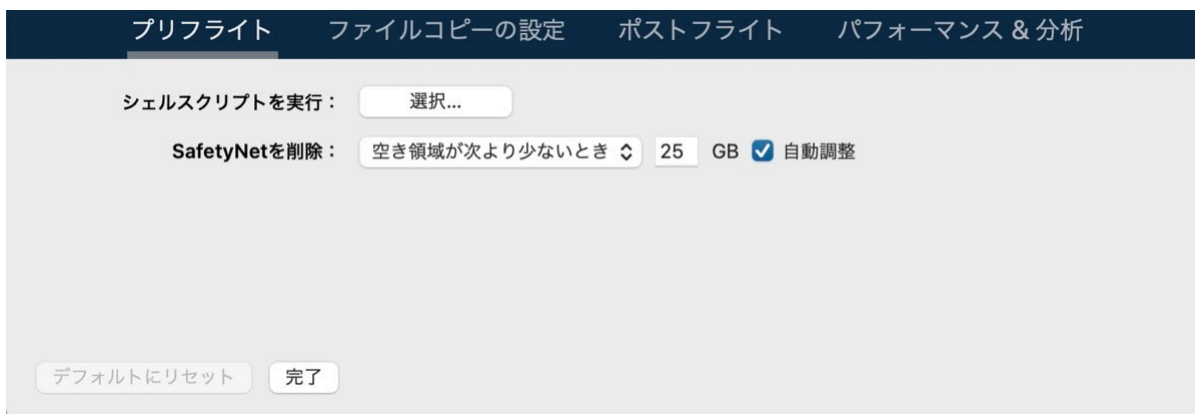 プリフライト ファイルコピーの設定 ポストフライト パフォーマンス & 分析
シェルスクリプトを実行： 選択...
SafetyNetを削除： 空き領域が次より少ないとき 25 GB 自動調整
デフォルトにリセット 完了